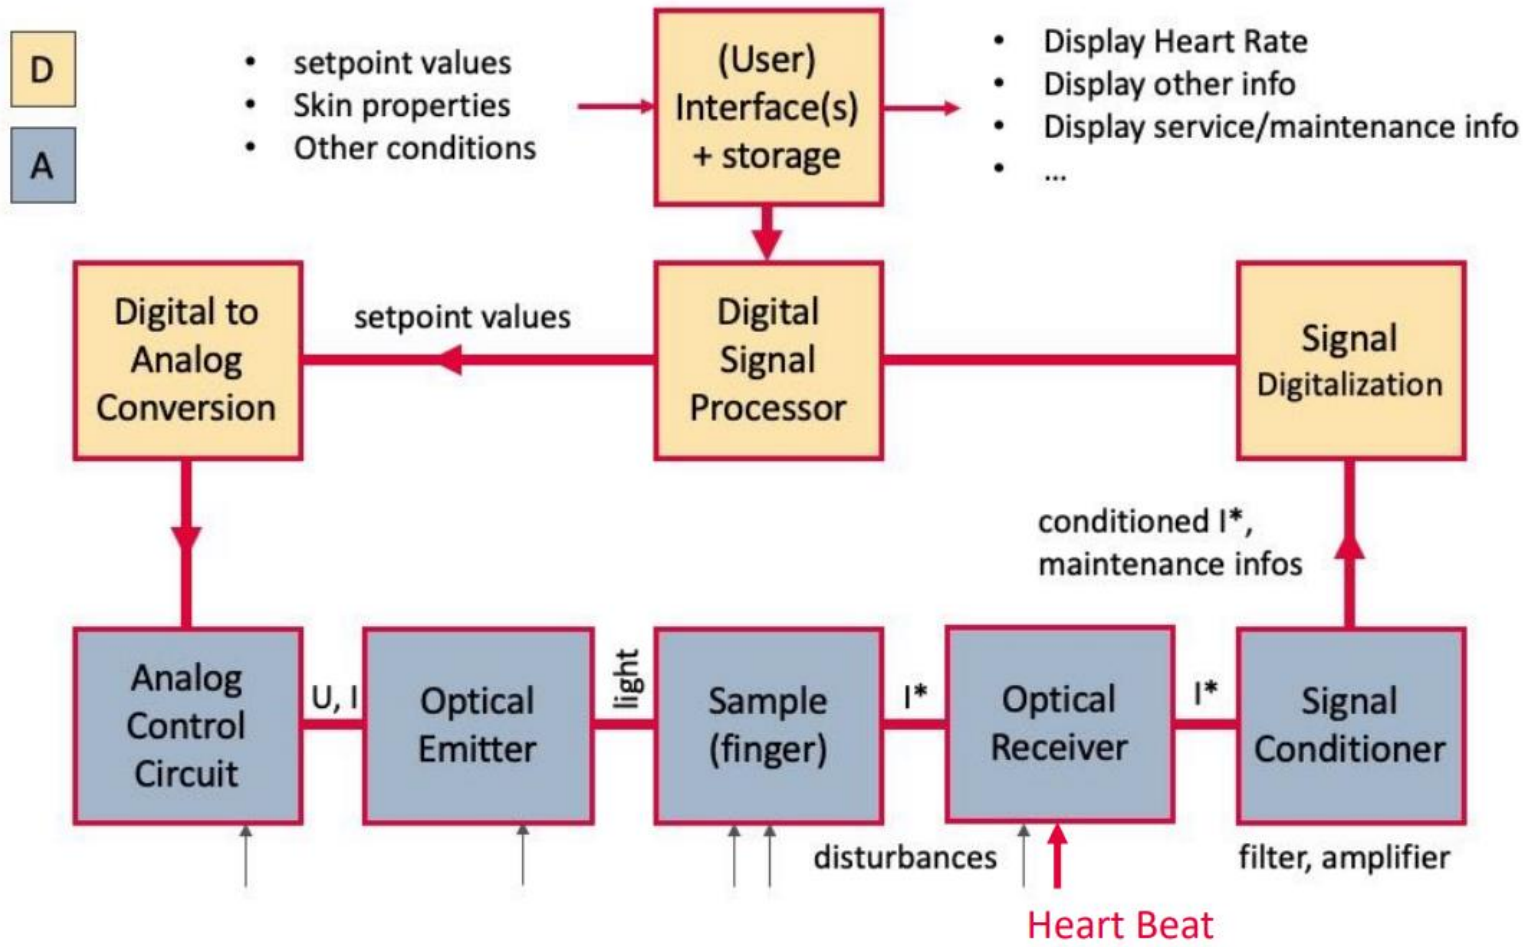 D
A
• setpoint values
• Skin properties
• Other conditions
(User)
Interface(s)
+ storage
• Display Heart Rate
• Display other info
• Display service/maintenance info
• ...
Digital to
Analog
Conversion
setpoint values
Digital
Signal
Processor
Signal
Digitalization
conditioned I*,
maintenance infos
Analog
Control
Circuit
U, I
Optical
Emitter
light
Sample
(finger)
I*
Optical
Receiver
I*
Signal
Conditioner
disturbances
filter, amplifier
Heart Beat